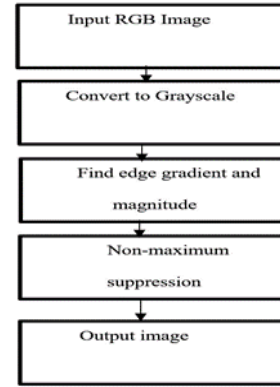 Input RGB Image
Convert to Grayscale
Find edge gradient and
magnitude
Non-maximum
suppression
Output image